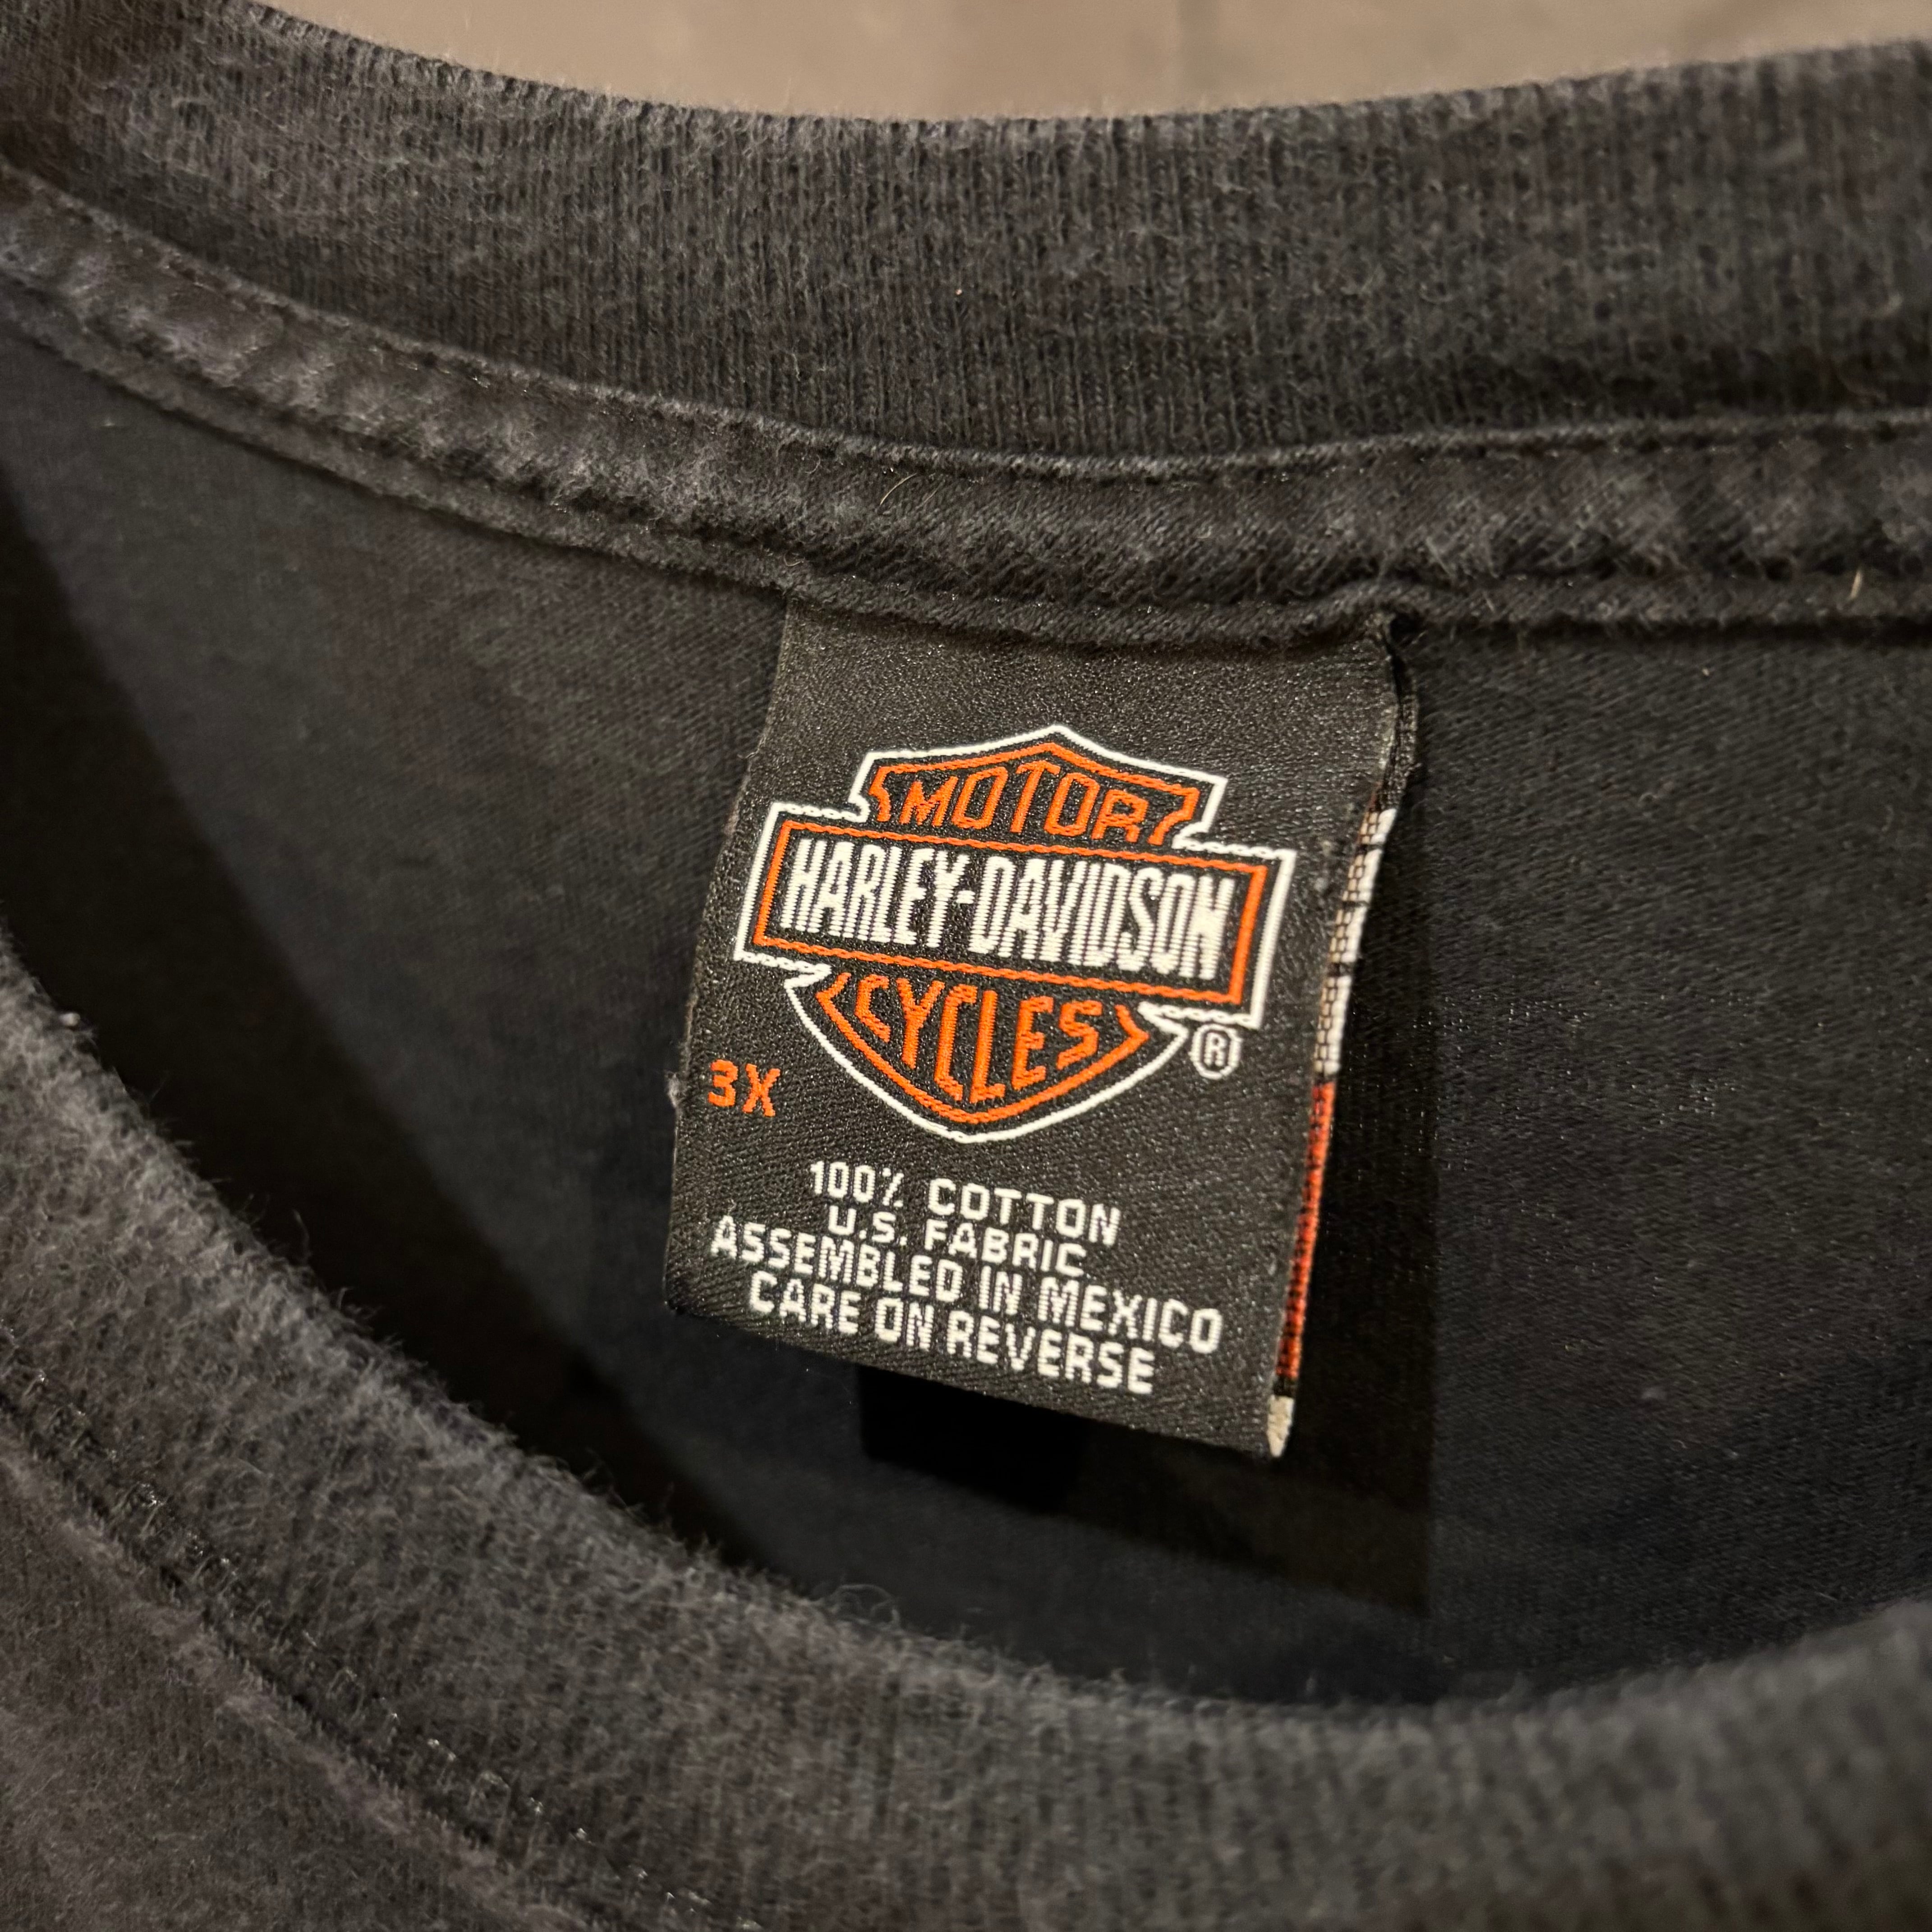 MOTOR
HARLEY-DAVIDSON
CYCLES
®
3X
100% COTTON
U.S. FABRIC
ASSEMBLED IN MEXICO
CARE ON REVERSE